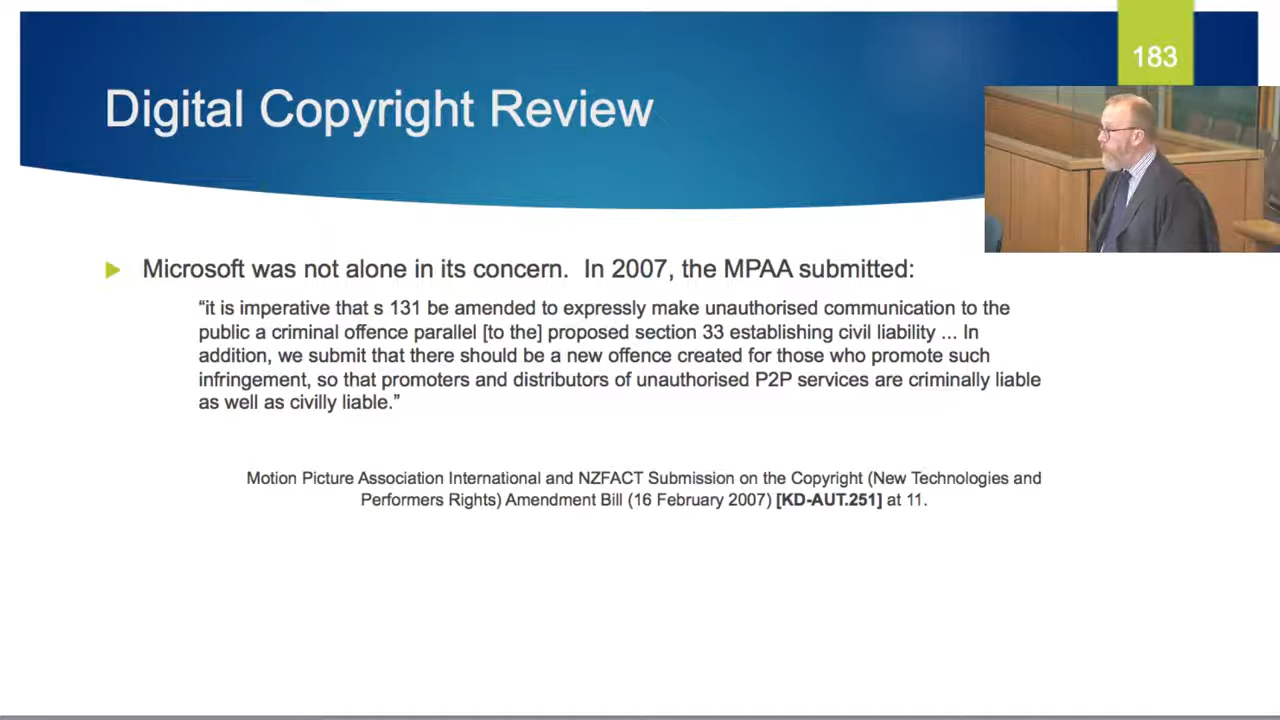 183
Digital Copyright Review
Microsoft was not alone in its concern.  In 2007, the MPAA submitted:
“it is imperative that s 131 be amended to expressly make unauthorised communication to the
public a criminal offence parallel [to the] proposed section 33 establishing civil liability ... In
addition, we submit that there should be a new offence created for those who promote such
infringement, so that promoters and distributors of unauthorised P2P services are criminally liable
as well as civilly liable.”
Motion Picture Association International and NZFACT Submission on the Copyright (New Technologies and
Performers Rights) Amendment Bill (16 February 2007) [KD-AUT.251] at 11.